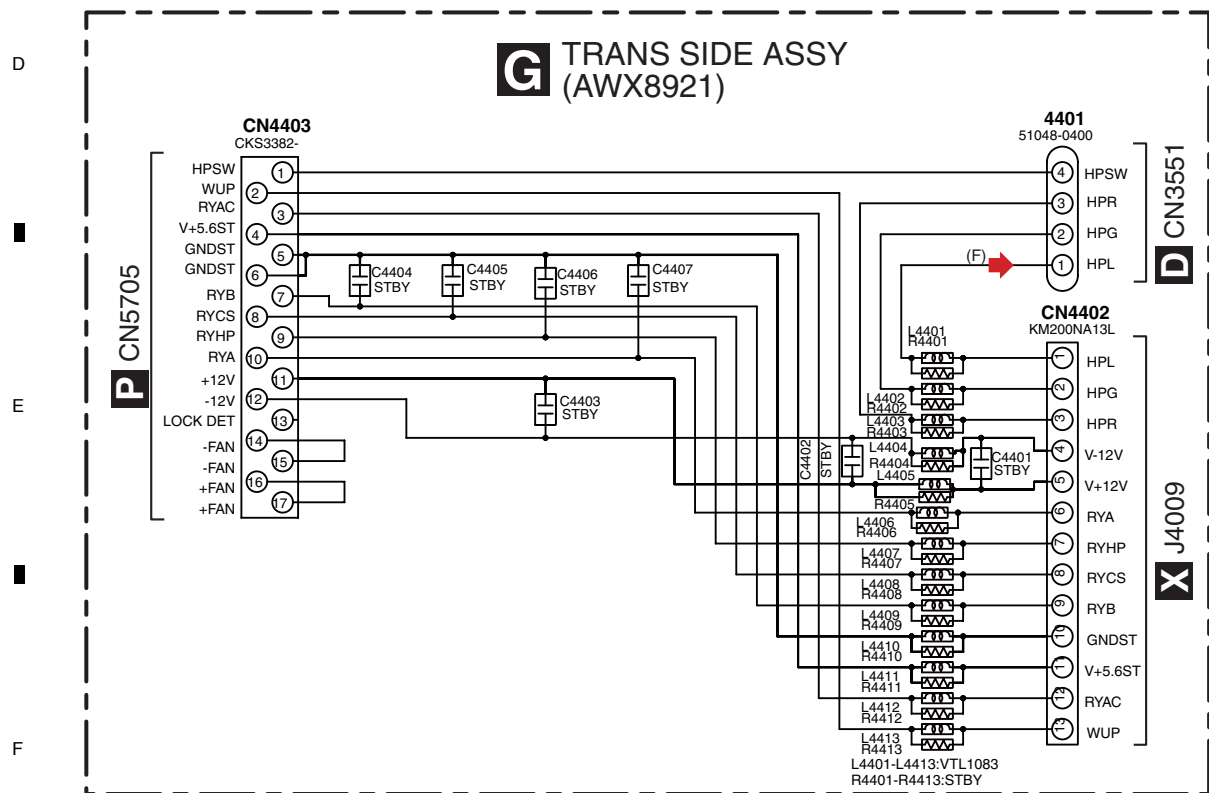 D
G TRANS SIDE ASSY
(AWX8921)
CN4403
CKS3382-
4401
51048-0400
HPSW 1
WUP 2
RYAC 3
V+5.6ST 4
GNDST 5
GNDST 6
RYB 7
RYCS 8
RYHP 9
RYA 10
+12V 11
-12V 12
LOCK DET 13
-FAN 14
-FAN 15
+FAN 16
+FAN 17
P CN5705
C4404
STBY
C4405
STBY
C4406
STBY
C4407
STBY
C4403
STBY
C4402
STBY
C4401
STBY
4 HPSW
3 HPR
2 HPG
(F) 1 HPL
D CN3551
CN4402
KM200NA13L
L4401
R4401
1 HPL
L4402
R4402
2 HPG
L4403
R4403
3 HPR
L4404
R4404
4 V-12V
L4405
R4405
5 V+12V
L4406
R4406
6 RYA
L4407
R4407
7 RYHP
L4408
R4408
8 RYCS
L4409
R4409
9 RYB
L4410
R4410
10 GNDST
L4411
R4411
11 V+5.6ST
L4412
R4412
12 RYAC
L4413
R4413
13 WUP
X J4009
L4401-L4413:VTL1083
R4401-R4413:STBY
E
F